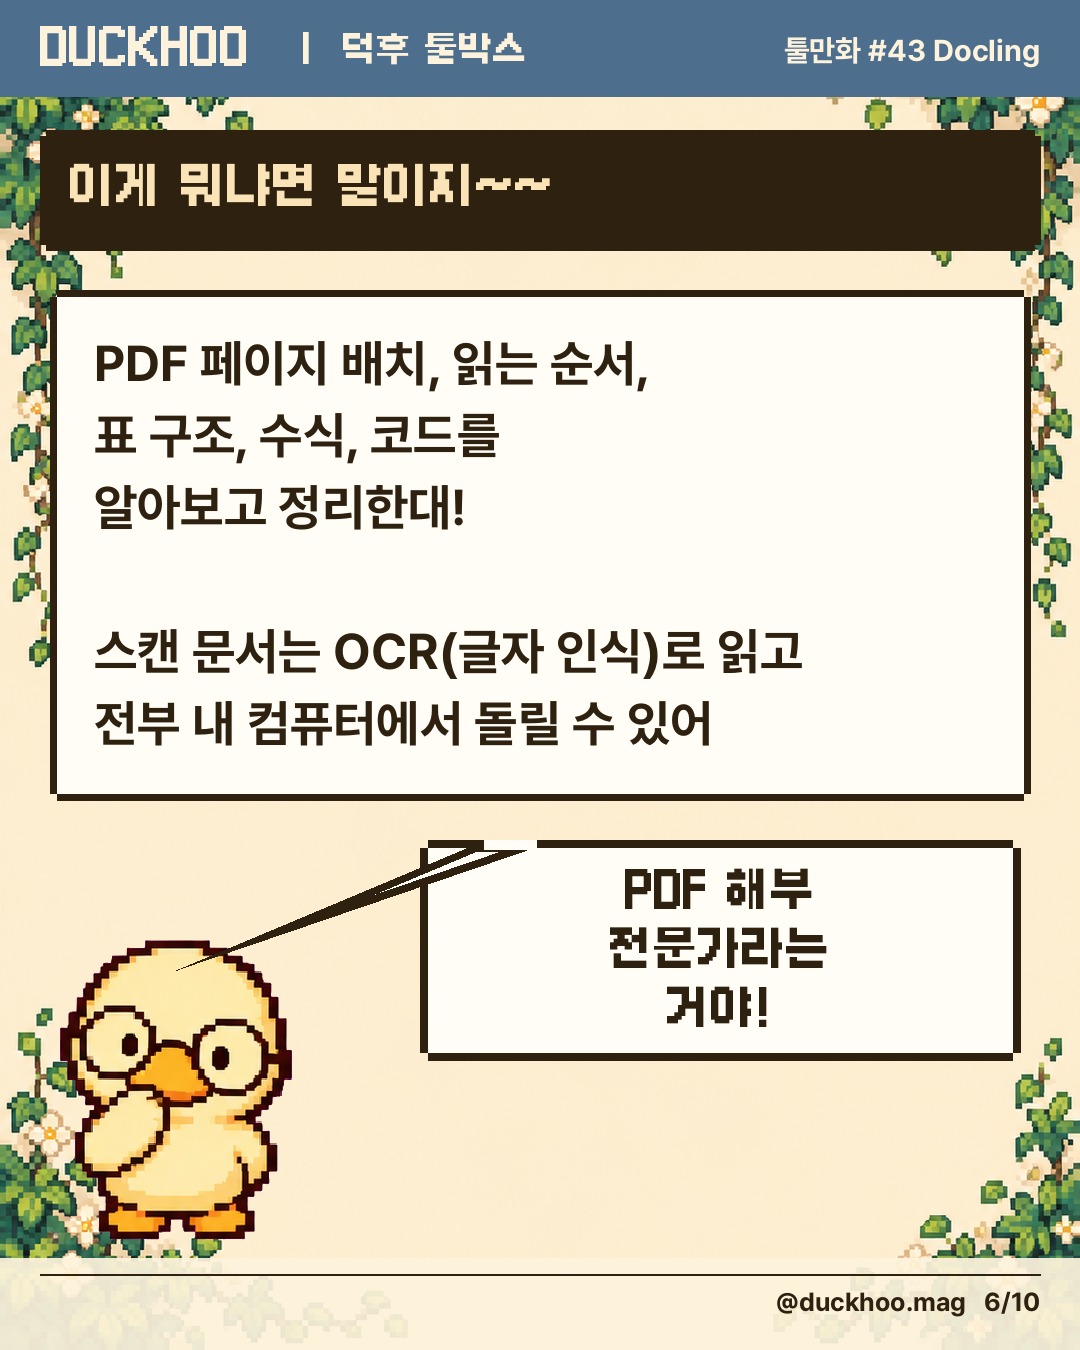 DUCKHOO | 덕후 툴박스
툴만화 #43 Docling
이게 뭐냐면 말이지~~
PDF 페이지 배치, 읽는 순서,
표 구조, 수식, 코드를
알아보고 정리한대!
스캔 문서는 OCR(글자 인식)로 읽고
전부 내 컴퓨터에서 돌릴 수 있어
PDF 해부
전문가라는
거야!
@duckhoo.mag 6/10